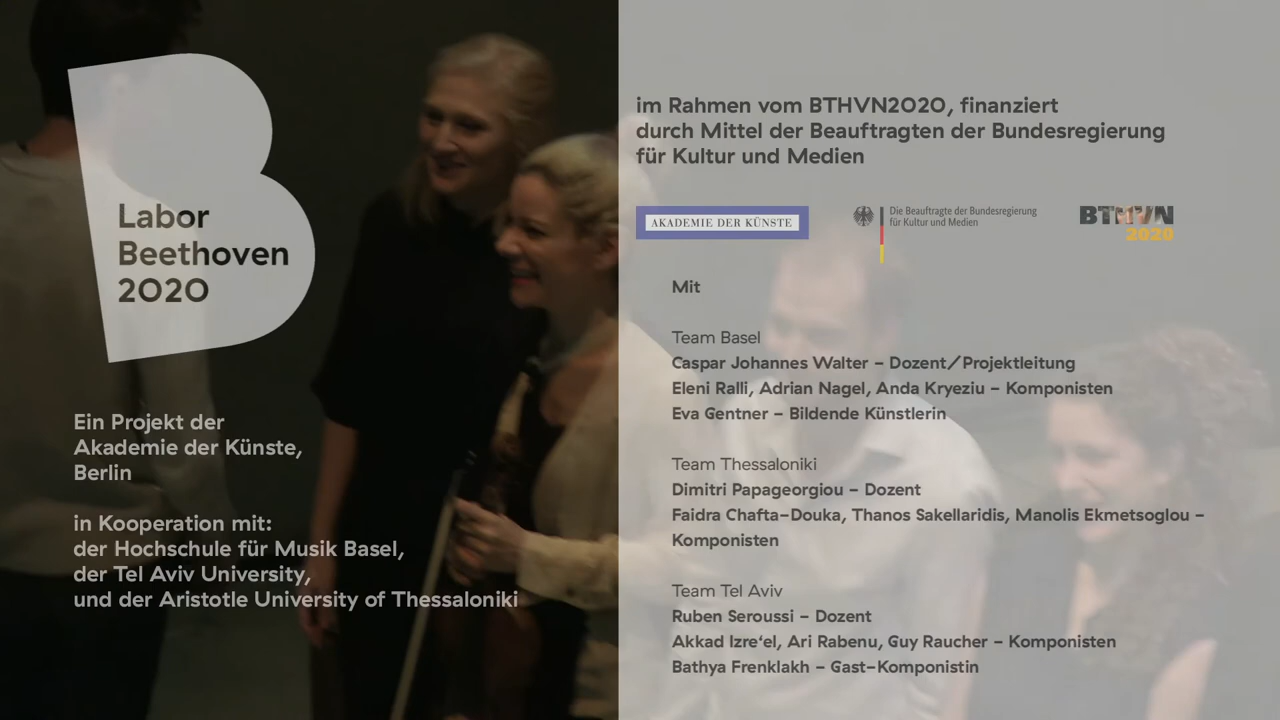 Labor
Beethoven
2020
Ein Projekt der
Akademie der Künste,
Berlin
in Kooperation mit:
der Hochschule für Musik Basel,
der Tel Aviv University,
und der Aristotle University of Thessaloniki
im Rahmen vom BTHVN2020, finanziert
durch Mittel der Beauftragten der Bundesregierung
für Kultur und Medien
AKADEMIE DER KÜNSTE
Die Beauftragte der Bundesregierung
für Kultur und Medien
BTHVN
2020
Mit
Team Basel
Caspar Johannes Walter – Dozent/Projektleitung
Eleni Ralli, Adrian Nagel, Anda Kryeziu – Komponisten
Eva Gentner – Bildende Künstlerin
Team Thessaloniki
Dimitri Papageorgiou – Dozent
Faidra Chafta-Douka, Thanos Sakellaridis, Manolis Ekmetsoglou –
Komponisten
Team Tel Aviv
Ruben Seroussi – Dozent
Akkad Izre‘el, Ari Rabenu, Guy Raucher – Komponisten
Bathya Frenklakh – Gast-Komponistin